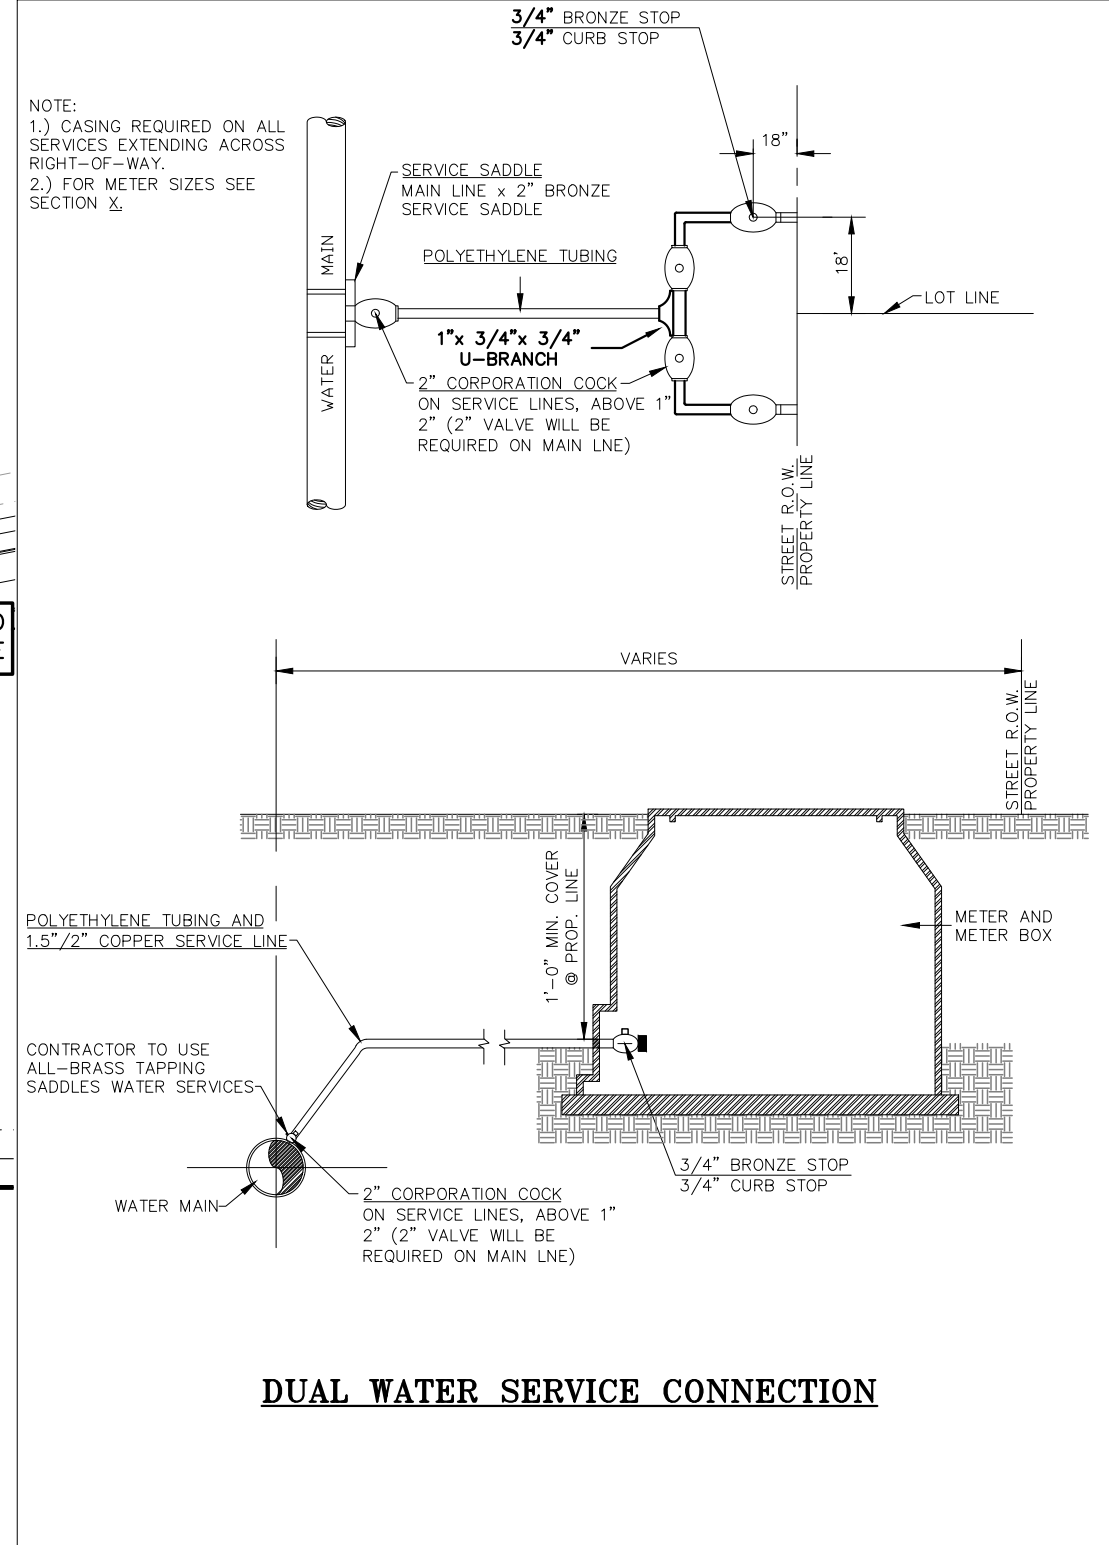 3/4" BRONZE STOP
3/4" CURB STOP
NOTE:
1.) CASING REQUIRED ON ALL
SERVICES EXTENDING ACROSS
RIGHT-OF-WAY.
2.) FOR METER SIZES SEE
SECTION X.
18"
SERVICE SADDLE
MAIN LINE x 2" BRONZE
SERVICE SADDLE
MAIN
WATER
POLYETHYLENE TUBING
18'
LOT LINE
1"x 3/4"x 3/4"
U-BRANCH
2" CORPORATION COCK
ON SERVICE LINES, ABOVE 1"
2" (2" VALVE WILL BE
REQUIRED ON MAIN LNE)
STREET R.O.W.
PROPERTY LINE
VARIES
STREET R.O.W.
PROPERTY LINE
1'-0" MIN. COVER
@ PROP. LINE
POLYETHYLENE TUBING AND
1.5"/2" COPPER SERVICE LINE
METER AND
METER BOX
CONTRACTOR TO USE
ALL-BRASS TAPPING
SADDLES WATER SERVICES
3/4" BRONZE STOP
3/4" CURB STOP
WATER MAIN
2" CORPORATION COCK
ON SERVICE LINES, ABOVE 1"
2" (2" VALVE WILL BE
REQUIRED ON MAIN LNE)
DUAL WATER SERVICE CONNECTION